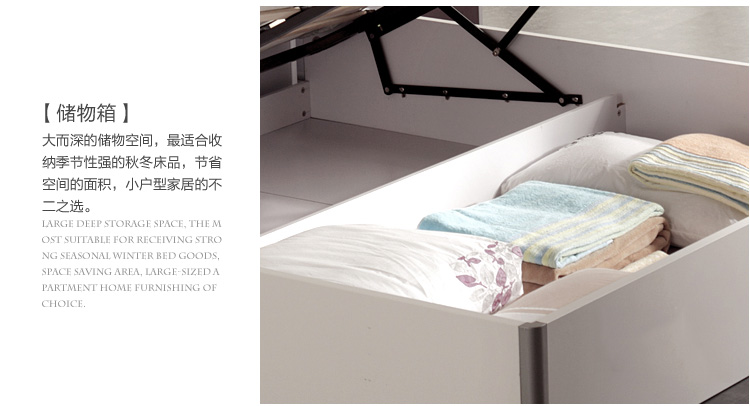 【储物箱】
大而深的储物空间，最适合收
纳季节性强的秋冬床品，节省
空间的面积，小户型家居的不
二之选。
LARGE DEEP STORAGE SPACE, THE M
OST SUITABLE FOR RECEIVING STRO
NG SEASONAL WINTER BED GOODS,
SPACE SAVING AREA, LARGE-SIZED A
PARTMENT HOME FURNISHING OF
CHOICE.